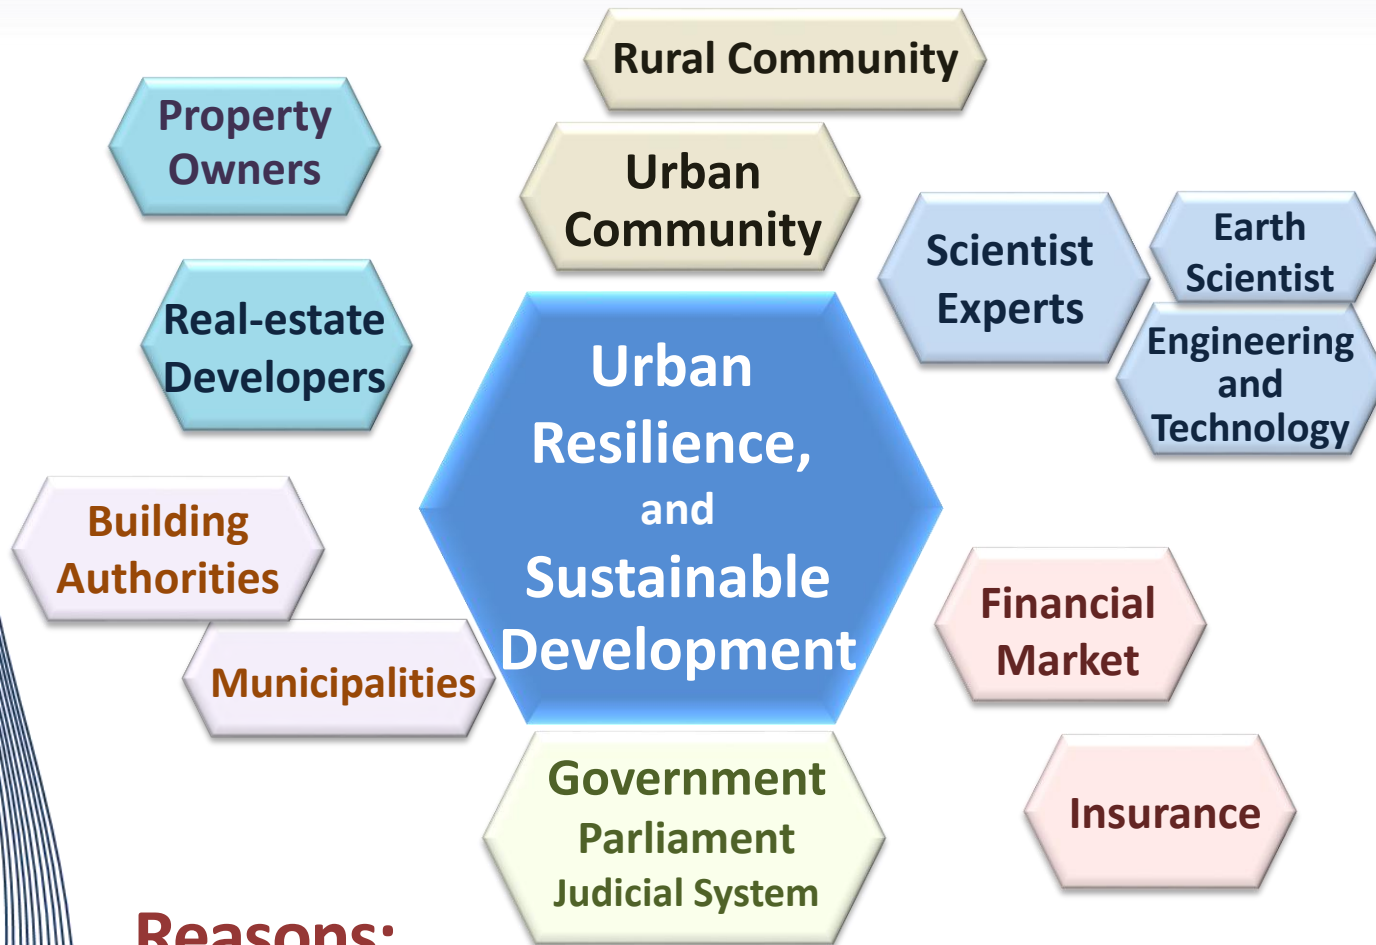 Rural Community
Property
Owners
Urban
Community
Scientist
Experts
Earth
Scientist
Engineering
and
Technology
Real-estate
Developers
Urban
Resilience,
and
Sustainable
Development
Building
Authorities
Municipalities
Financial
Market
Insurance
Government
Parliament
Judicial System
Reasons: